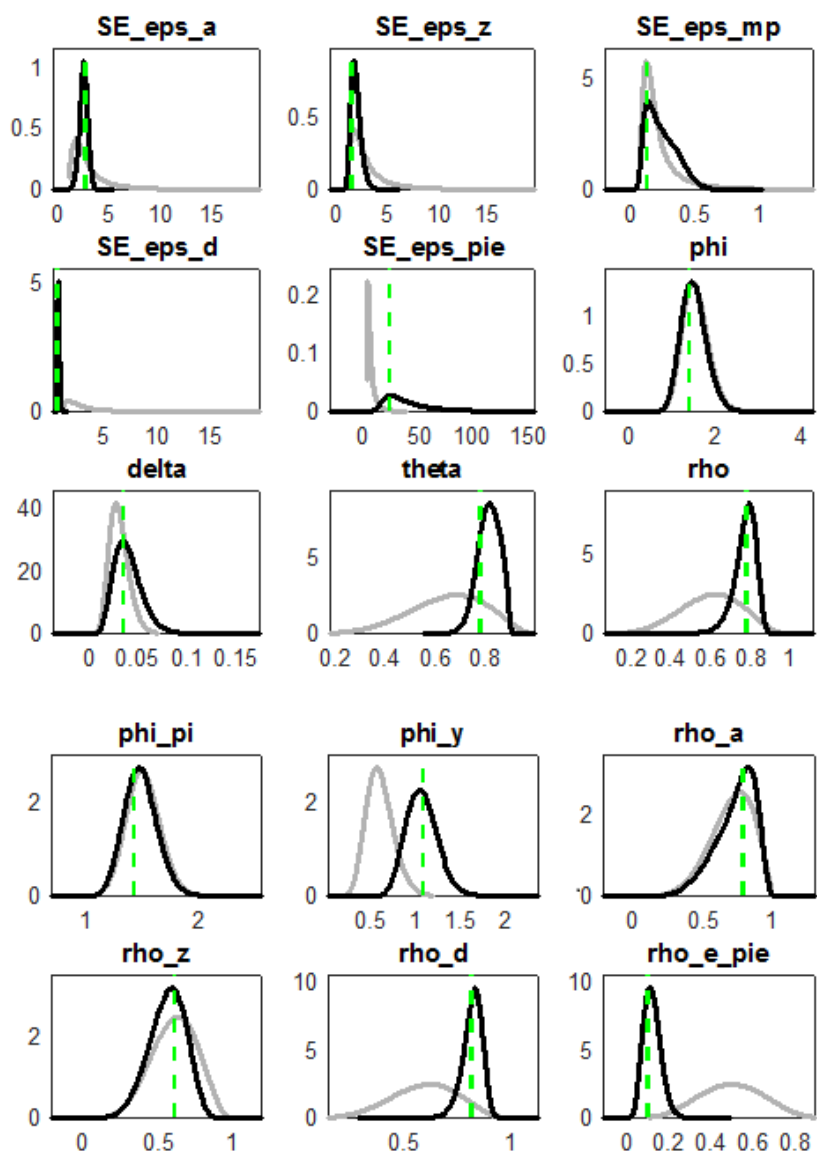 SE_eps_a SE_eps_z SE_eps_mp
1
0.5
0
0 5 10 15
0.5
0
0 5 10 15
5
0
0 0.5 1
SE_eps_d SE_eps_pie phi
5
0
5 10 15
0.2
0.1
0
0 50 100 150
1
0.5
0
0 2 4
delta theta rho
40
20
0
0 0.05 0.1 0.15
5
0
0.2 0.4 0.6 0.8
5
0
0.2 0.4 0.6 0.8 1
phi_pi phi_y rho_a
2
0
1 2
2
0
0.5 1 1.5 2
2
0
0 0.5 1
rho_z rho_d rho_e_pie
2
0
0 0.5 1
10
5
0
0.5 1
10
5
0
0 0.2 0.4 0.6 0.8